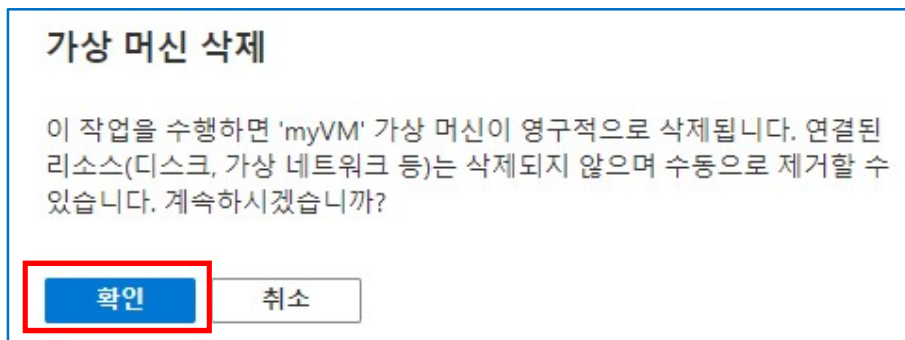 가상 머신 삭제
이 작업을 수행하면 'myVM' 가상 머신이 영구적으로 삭제됩니다. 연결된
리소스(디스크, 가상 네트워크 등)는 삭제되지 않으며 수동으로 제거할 수
있습니다. 계속하시겠습니까?
확인 취소